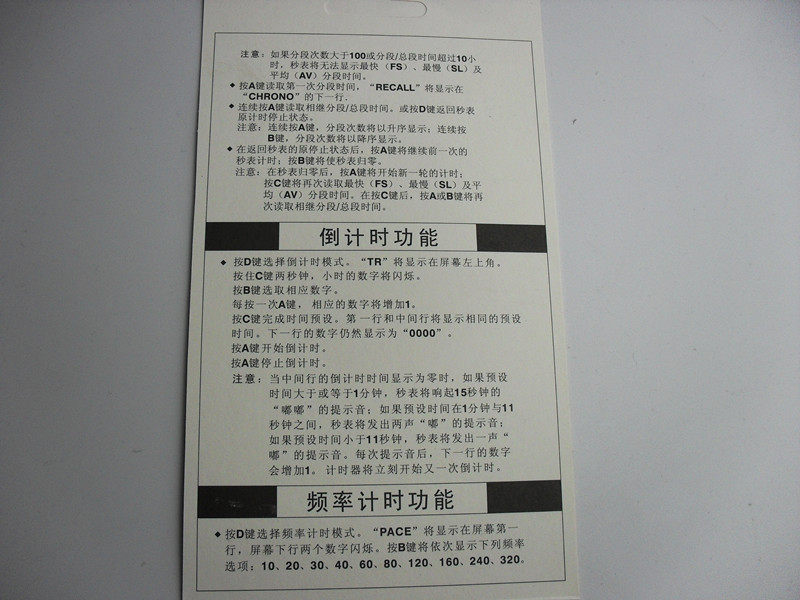 注意：如果分段次数大于100或分段/总段时间超过10小
时，秒表将无法显示最快（FS）、最慢（SL）及
平均（AV）分段时间。
◆按A键读取第一次分段时间，“RECALL”将显示在
“CHRONO”的下一行.
◆连续按A键读取相继分段/总段时间。或按D键返回秒表
原计时停止状态。
注意：连续按A键，分段次数将以升序显示；连续按
B键，分段次数将以降序显示。
◆在返回秒表的原停止状态后，按A键将继续前一次的
秒表计时；按B键将使秒表归零。
注意：在秒表归零后，按A键将开始新一轮的计时；
按C键将再次读取最快（FS）、最慢（SL）及平
均（AV）分段时间。在按C键后，按A或B键将再
次读取相继分段/总段时间。
倒计时功能
◆按D键选择倒计时模式。“TR”将显示在屏幕左上角。
按住C键两秒钟，小时的数字将闪烁。
按B键选取相应数字。
每按一次A键，相应的数字将增加1。
按C键完成时间预设。第一行和中间行将显示相同的预设
时间。下一行的数字仍然显示为“0000”。
按A键开始倒计时。
按A键停止倒计时。
注意：当中间行的倒计时时间显示为零时，如果预设
时间大于或等于1分钟，秒表将响起15秒钟的
“嘟嘟”的提示音；如果预设时间在1分钟与11
秒钟之间，秒表将发出两声“嘟”的提示音；
如果预设时间小于11秒钟，秒表将发出一声“
嘟”的提示音。每次提示音后，下一行的数字
会增加1。计时器将立刻开始又一次倒计时。
频率计时功能
◆按D键选择频率计时模式。“PACE”将显示在屏幕第一
行，屏幕下行两个数字闪烁。按B键将依次显示下列频率
选项：10、20、30、40、60、80、120、160、240、320。